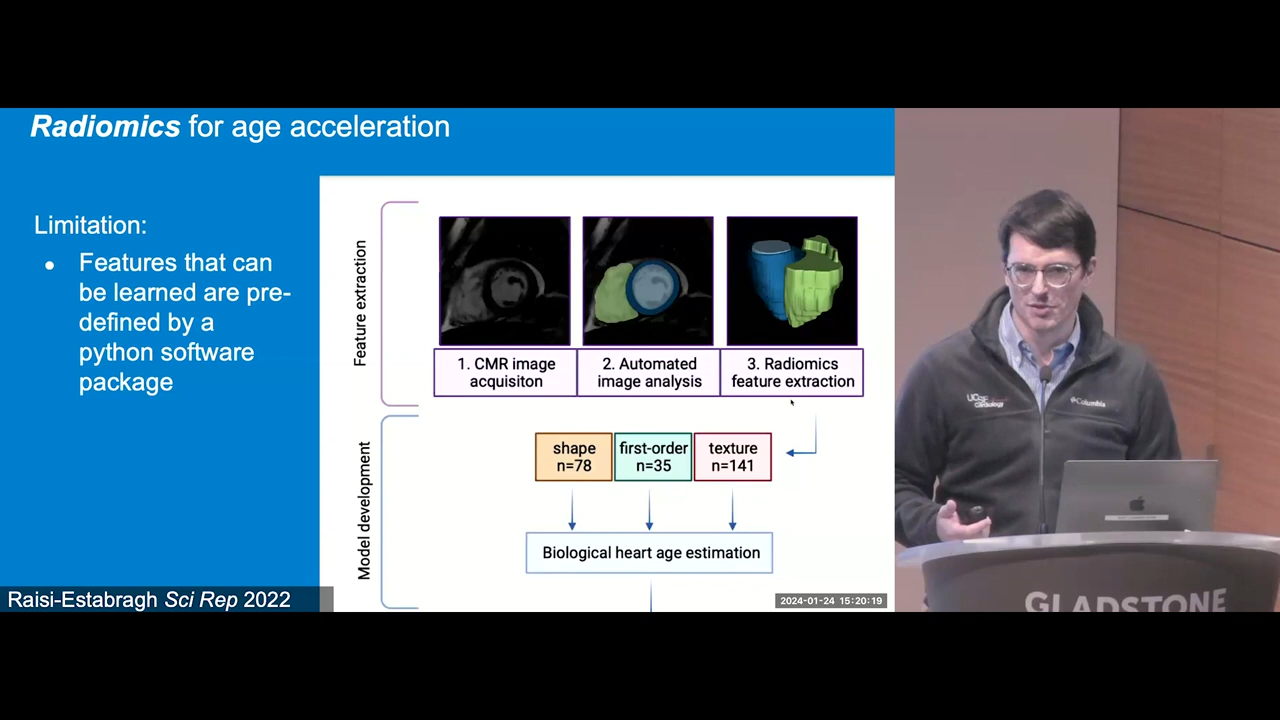 Radiomics for age acceleration
Limitation:
• Features that can
be learned are pre-
defined by a
python software
package
Raisi-Estabragh Sci Rep 2022
Feature extraction
1. CMR image
acquisiton
2. Automated
image analysis
3. Radiomics
feature extraction
Model development
shape
n=78
first-order
n=35
texture
n=141
Biological heart age estimation
2024-01-24 15:20:19
UCSF
Cardiology
Columbia
GLADSTONE